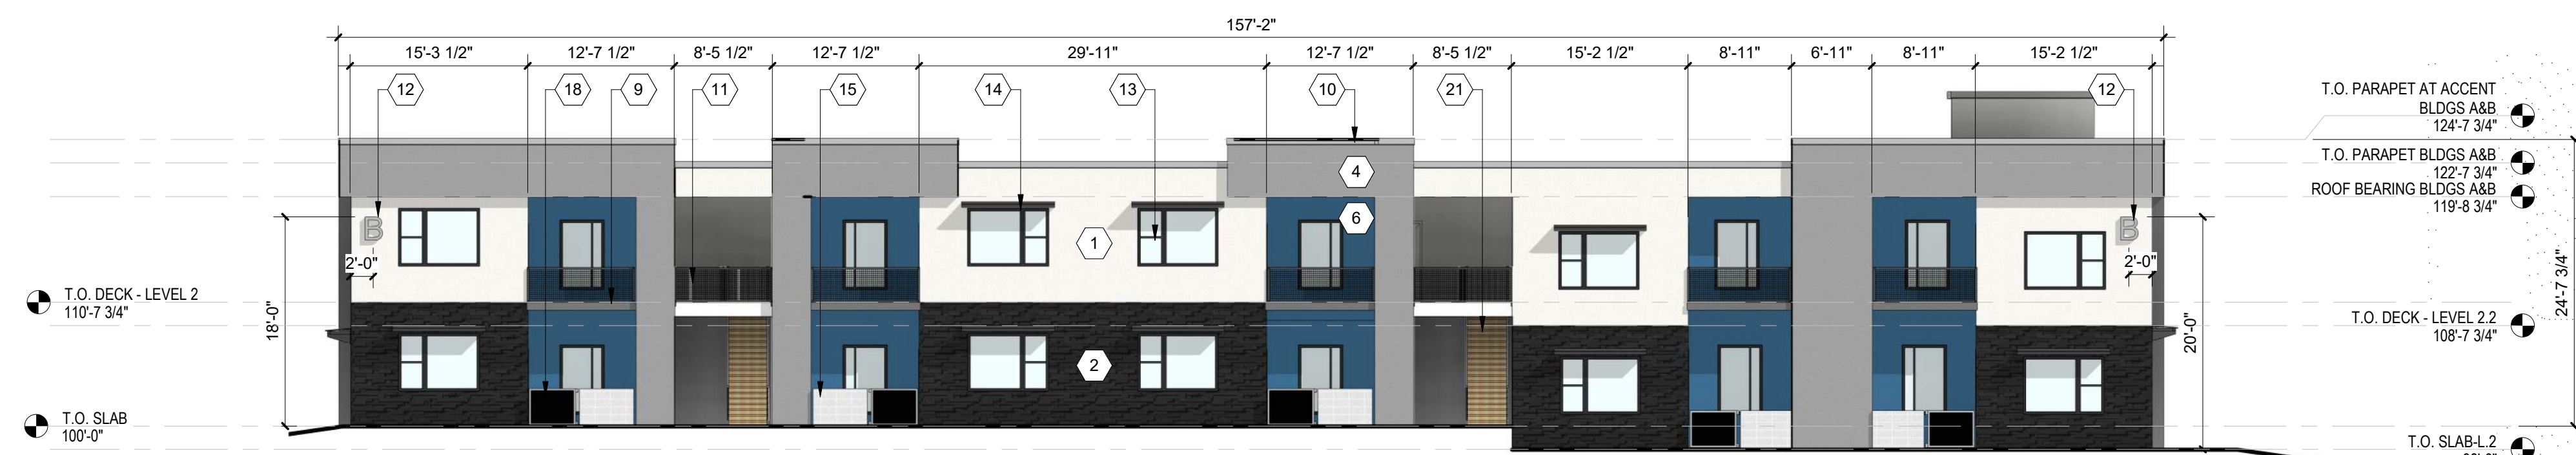 157'-2"
15'-3 1/2" 12'-7 1/2" 8'-5 1/2" 12'-7 1/2" 29'-11" 12'-7 1/2" 8'-5 1/2" 15'-2 1/2" 8'-11" 6'-11" 8'-11" 15'-2 1/2"
12 18 9 11 15 14 13 10 21 12
T.O. PARAPET AT ACCENT
BLDGS A&B
124'-7 3/4"
T.O. PARAPET BLDGS A&B
122'-7 3/4"
ROOF BEARING BLDGS A&B
119'-8 3/4"
4
6
1
2
B
B
2'-0"
2'-0"
18'-0"
20'-0"
24'-7 3/4"
T.O. DECK - LEVEL 2
110'-7 3/4"
T.O. DECK - LEVEL 2.2
108'-7 3/4"
T.O. SLAB
100'-0"
T.O. SLAB-L.2